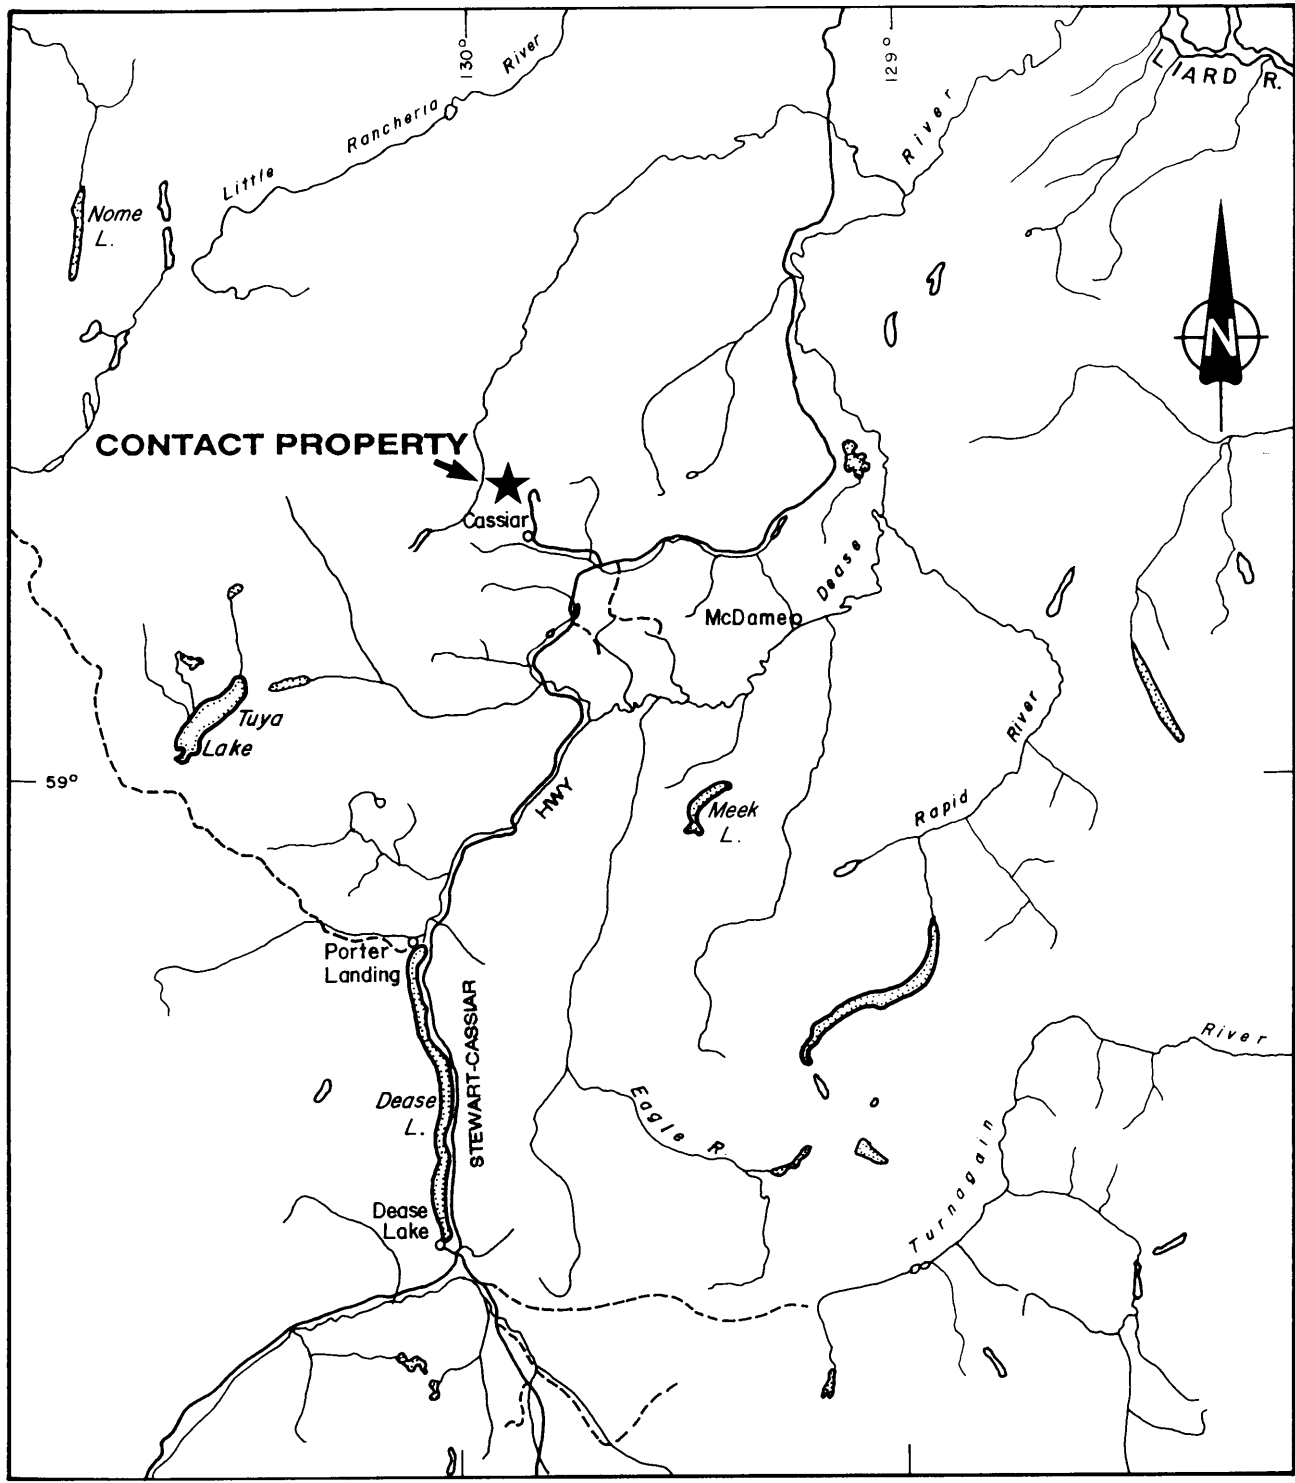 130°
129°
River
LIARD R.
Rancheria
River
Little
Nome
L.
N
CONTACT PROPERTY
Cassiar
Dease
McDame
Tuya
Lake
River
59°
HWY
Meek
L.
Rapid
Porter
Landing
STEWART-CASSIAR
River
Dease
L.
Eagle R
Turnagain
Dease
Lake